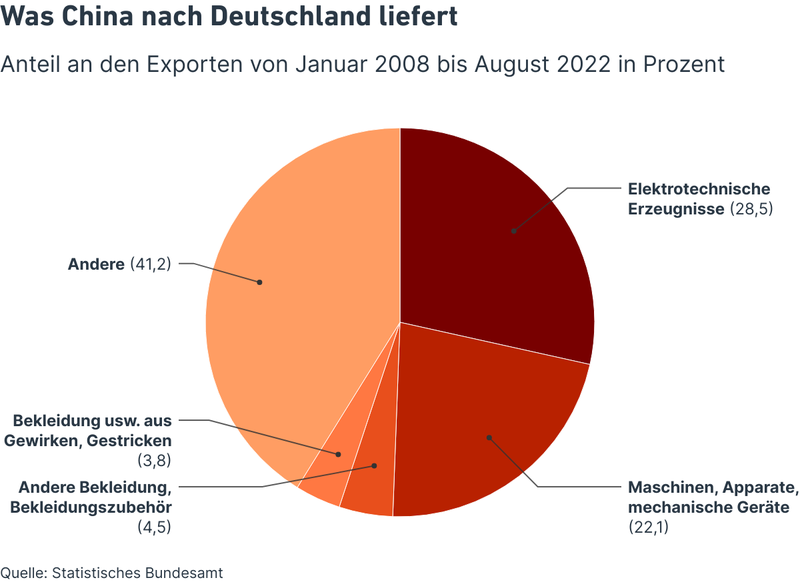 Was China nach Deutschland liefert
Anteil an den Exporten von Januar 2008 bis August 2022 in Prozent
Elektrotechnische
Erzeugnisse (28,5)
Andere (41,2)
Bekleidung usw. aus
Gewirken, Gestricken
(3,8)
Andere Bekleidung,
Bekleidungszubehör
(4,5)
Maschinen, Apparate,
mechanische Geräte
(22,1)
Quelle: Statistisches Bundesamt